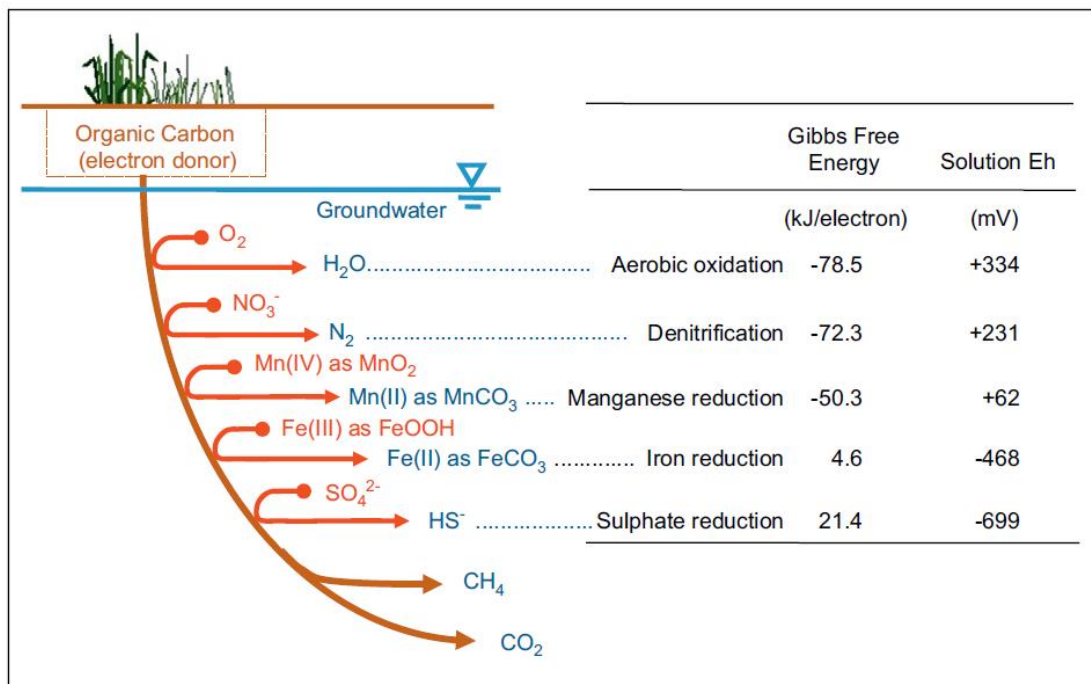 Organic Carbon
(electron donor)
Gibbs Free
Energy
Solution Eh
Groundwater
(kJ/electron)
(mV)
O₂
H₂O.................................... Aerobic oxidation -78.5 +334
NO₃⁻
N₂ .......................................... Denitrification -72.3 +231
Mn(IV) as MnO₂
Mn(II) as MnCO₃ ..... Manganese reduction -50.3 +62
Fe(III) as FeOOH
Fe(II) as FeCO₃ ............. Iron reduction 4.6 -468
SO₄²⁻
HS⁻ ................... Sulphate reduction 21.4 -699
CH₄
CO₂